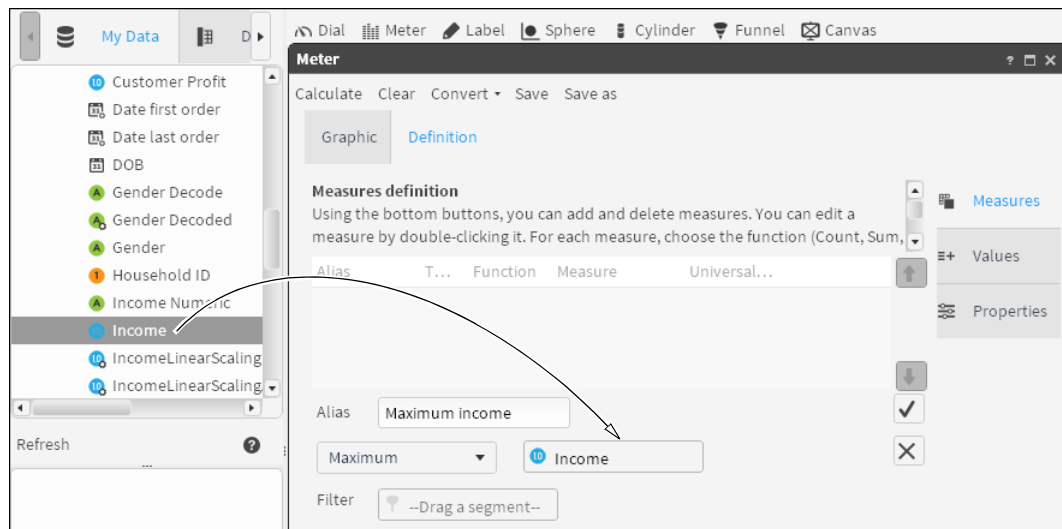 My Data
D
Dial Meter Label Sphere Cylinder Funnel Canvas
Meter
Calculate Clear Convert Save Save as
Graphic Definition
Customer Profit
Date first order
Date last order
DOB
Gender Decode
Gender Decoded
Gender
Household ID
Income Numeric
Income
IncomeLinearScaling
IncomeLinearScaling
Refresh
Measures definition
Using the bottom buttons, you can add and delete measures. You can edit a
measure by double-clicking it. For each measure, choose the function (Count, Sum,
Alias T... Function Measure Universal...
Alias Maximum income
Maximum Income
Filter --Drag a segment--
Measures
Values
Properties